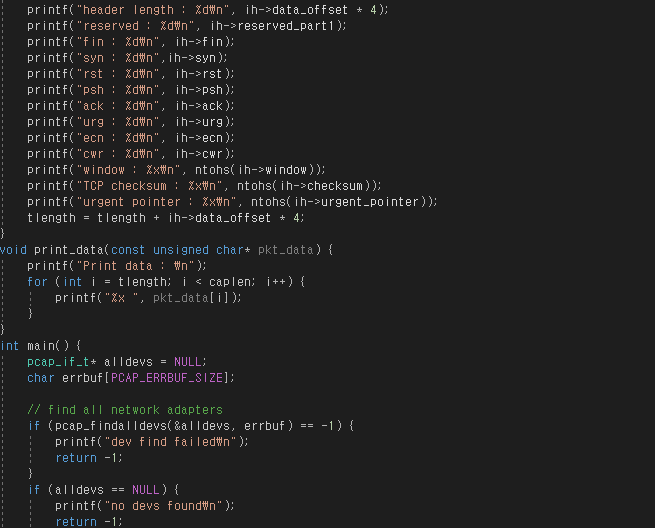 printf("header length : %d₩n", ih->data_offset * 4);
printf("reserved : %d₩n", ih->reserved_part1);
printf("fin : %d₩n", ih->fin);
printf("syn : %d₩n",ih->syn);
printf("rst : %d₩n", ih->rst);
printf("psh : %d₩n", ih->psh);
printf("ack : %d₩n", ih->ack);
printf("urg : %d₩n", ih->urg);
printf("ecn : %d₩n", ih->ecn);
printf("cwr : %d₩n", ih->cwr);
printf("window : %x₩n", ntohs(ih->window));
printf("TCP checksum : %x₩n", ntohs(ih->checksum));
printf("urgent pointer : %x₩n", ntohs(ih->urgent_pointer));
tlength = tlength + ih->data_offset * 4;
}
void print_data(const unsigned char* pkt_data) {
printf("Print data : ₩n");
for (int i = tlength; i < caplen; i++) {
printf("%x ", pkt_data[i]);
}
}
int main() {
pcap_if_t* alldevs = NULL;
char errbuf[PCAP_ERRBUF_SIZE];
// find all network adapters
if (pcap_findalldevs(&alldevs, errbuf) == -1) {
printf("dev find failed₩n");
return -1;
}
if (alldevs == NULL) {
printf("no devs found₩n");
return -1;